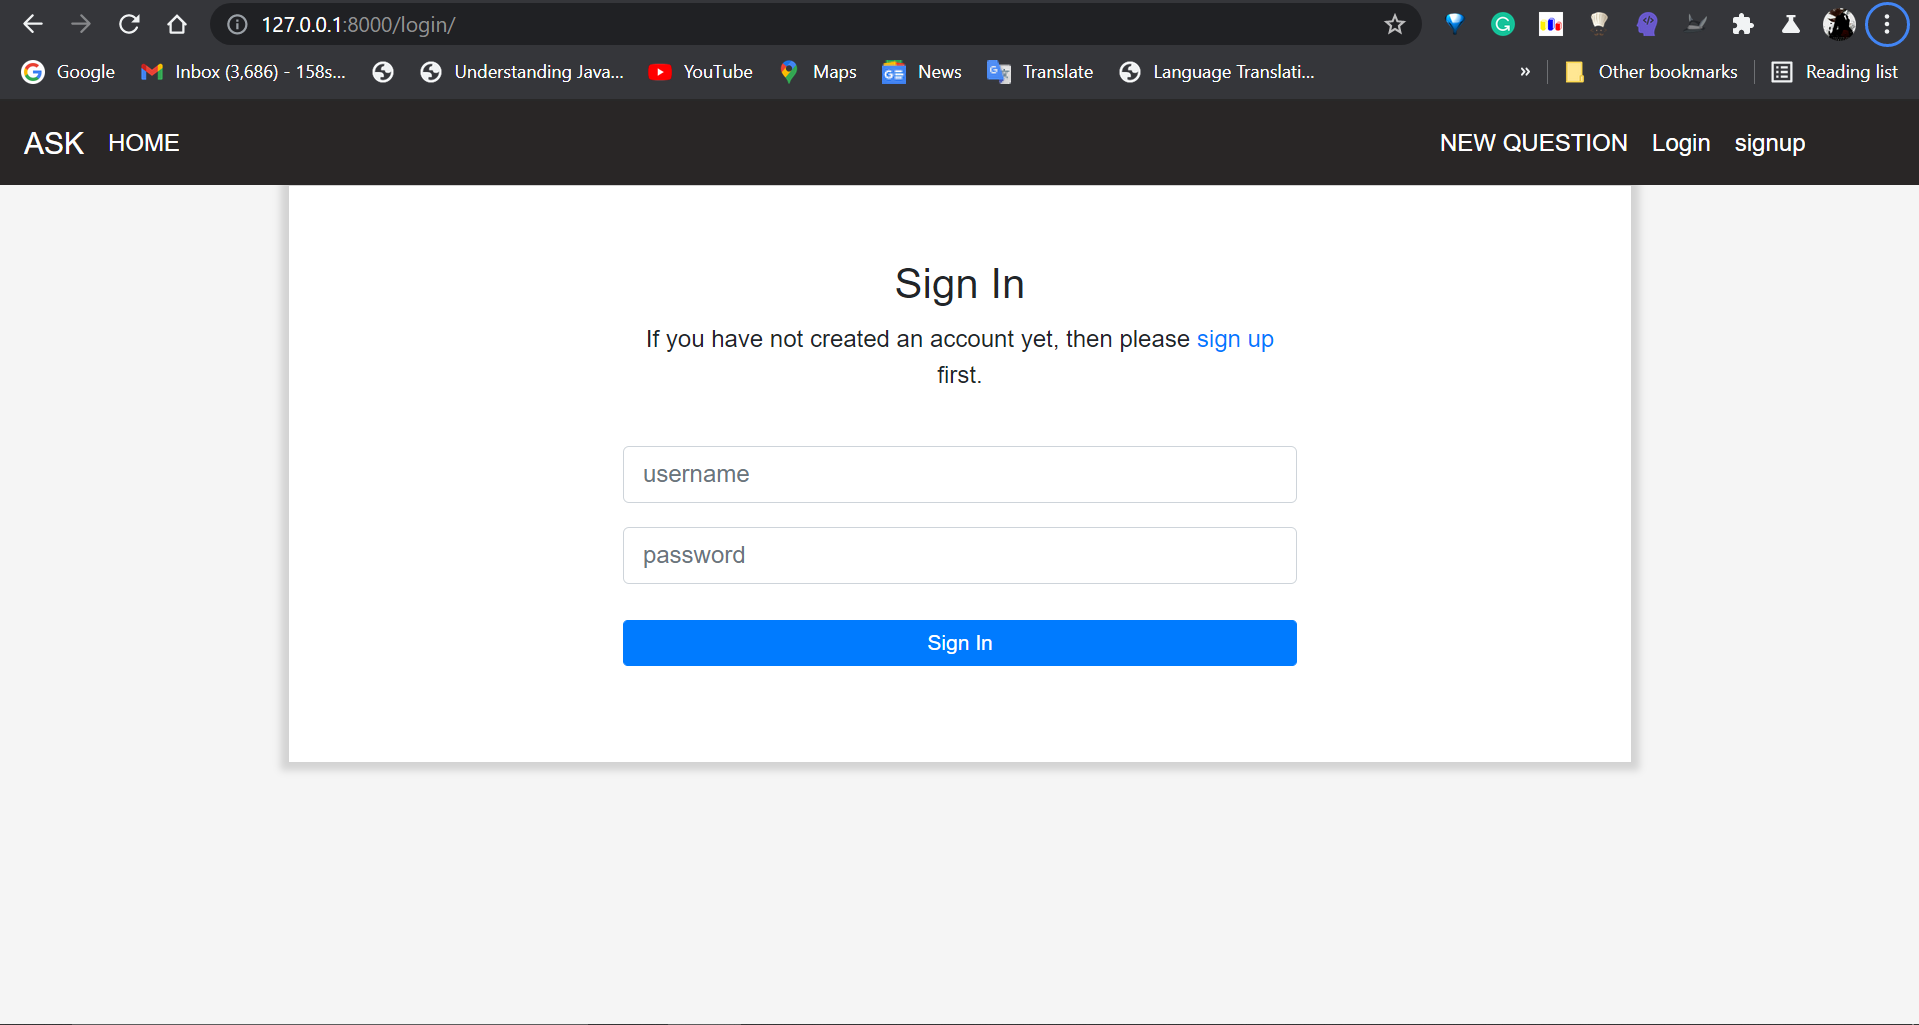 127.0.0.1:8000/login/
Google Inbox (3,686) - 158s... Understanding Java... YouTube Maps News Translate Language Translati... » Other bookmarks Reading list
ASK HOME NEW QUESTION Login signup
Sign In
If you have not created an account yet, then please sign up
first.
username
password
Sign In